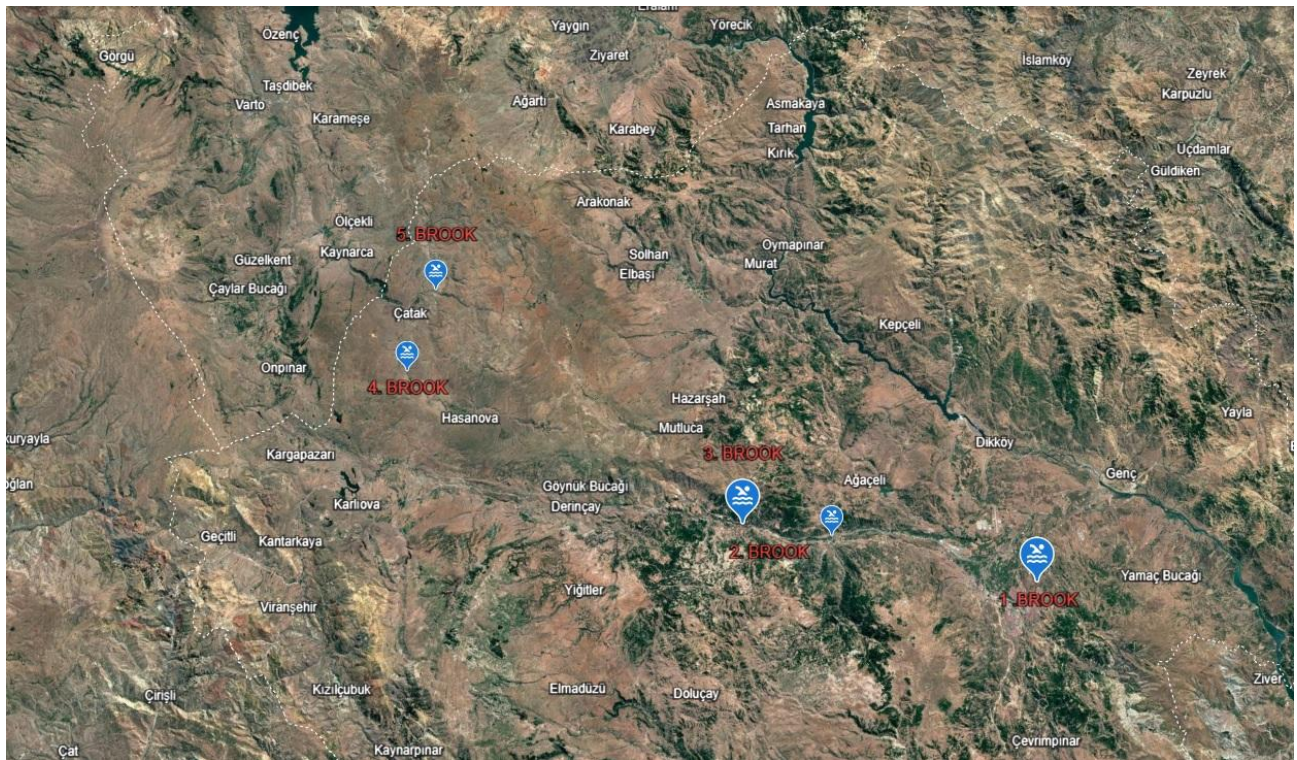 Eralanı
Yörecik
Yaygın
Özenç
Ziyaret
Görgü
İslamköy
Zeyrek
Taşdibek
Karpuzlu
Varto
Ağartı
Asmakaya
Karameşe
Karabey
Tarhan
Kırık
Uçdamlar
Güldiken
Arakonak
Ölçekli
5. BROOK
Kaynarca
Solhan
Oymapınar
Güzelkent
Elbaşı
Murat
Çaylar Bucağı
Çatak
Kepçeli
Onpınar
4. BROOK
Hazarşah
Hasanova
Yayla
Mutluca
kuryayla
Dikköy
Kargapazarı
3. BROOK
Genç
oğlan
Göynük Bucağı
Ağaçeli
Karlıova
Derinçay
Geçitli
Kantarkaya
2. BROOK
Yamaç Bucağı
Yiğitler
1. BROOK
Viranşehir
Ziver
Çirişli
Kızılçubuk
Elmadüzü
Doluçay
Çat
Kaynarpınar
Çevrimpınar